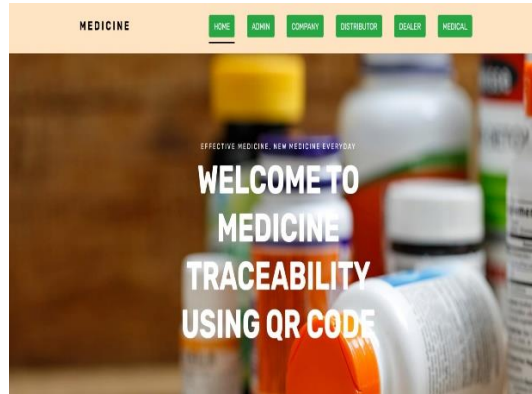 MEDICINE
HOME ADMIN COMPANY DISTRIBUTOR DEALER MEDICAL
EFFECTIVE MEDICINE, NEW MEDICINE EVERYDAY
WELCOME TO
MEDICINE
TRACEABILITY
USING QR CODE